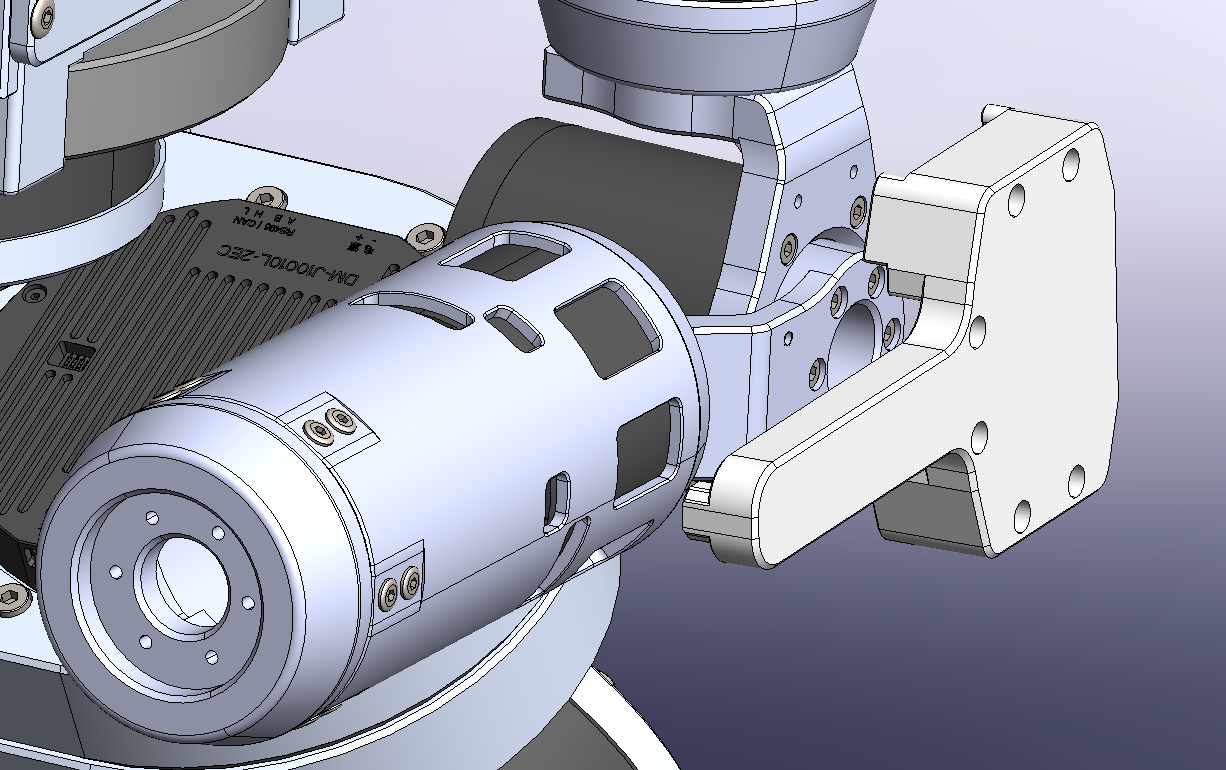 RS485 / CAN
A B H L
- +
DM-J10010L-2EC